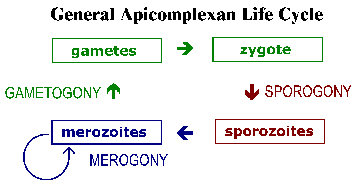 General Apicomplexan Life Cycle
gametes
zygote
GAMETOGONY
SPOROGONY
merozoites
sporozoites
MEROGONY